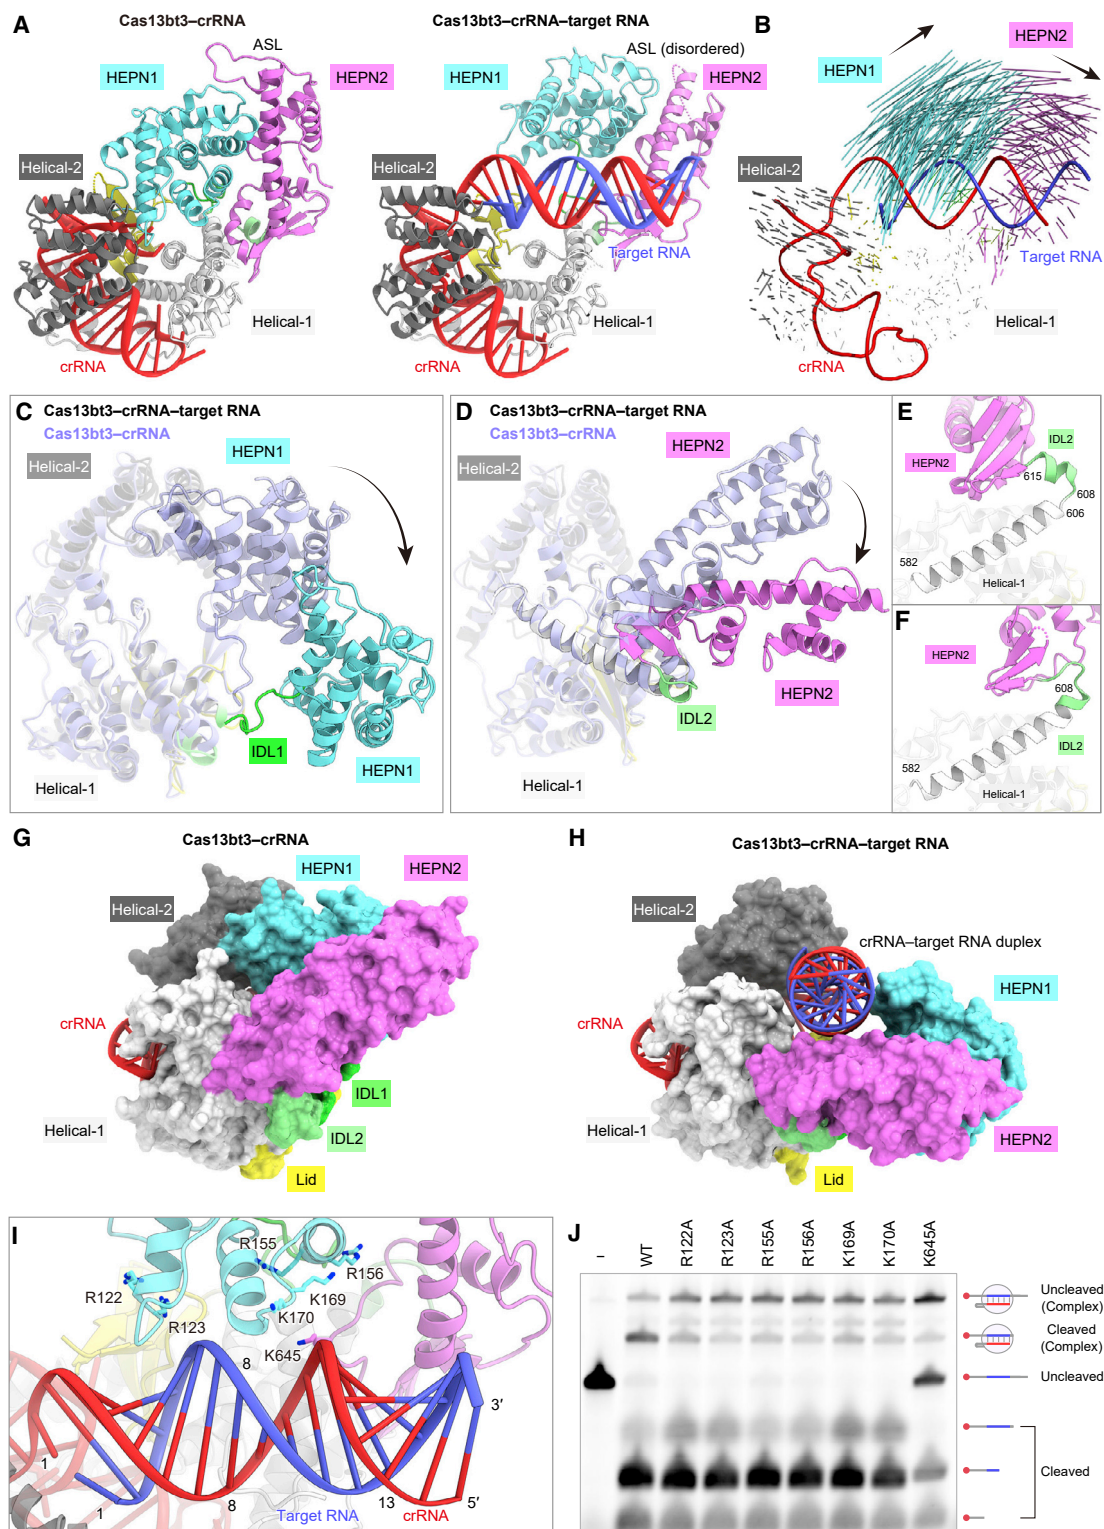 A
Cas13bt3–crRNA
ASL
HEPN1
HEPN2
Helical-2
Helical-1
crRNA
Cas13bt3–crRNA–target RNA
ASL (disordered)
HEPN1
HEPN2
Helical-2
Target RNA
Helical-1
crRNA
B
HEPN1
HEPN2
Helical-2
Target RNA
Helical-1
crRNA
C
Cas13bt3–crRNA–target RNA
Cas13bt3–crRNA
HEPN1
Helical-2
IDL1
HEPN1
Helical-1
D
Cas13bt3–crRNA–target RNA
Cas13bt3–crRNA
HEPN2
Helical-2
HEPN2
IDL2
Helical-1
E
IDL2
HEPN2
615
608
606
582
Helical-1
F
HEPN2
608
IDL2
582
Helical-1
G
Cas13bt3–crRNA
HEPN1
HEPN2
Helical-2
crRNA
IDL1
Helical-1
IDL2
Lid
H
Cas13bt3–crRNA–target RNA
Helical-2
crRNA–target RNA duplex
HEPN1
crRNA
Helical-1
HEPN2
Lid
I
R155
R156
R122
K169
R123
K170
K645
8
3′
1
1
8
13
5′
Target RNA
crRNA
J
–
WT
R122A
R123A
R155A
R156A
K169A
K170A
K645A
Uncleaved
(Complex)
Cleaved
(Complex)
Uncleaved
Cleaved